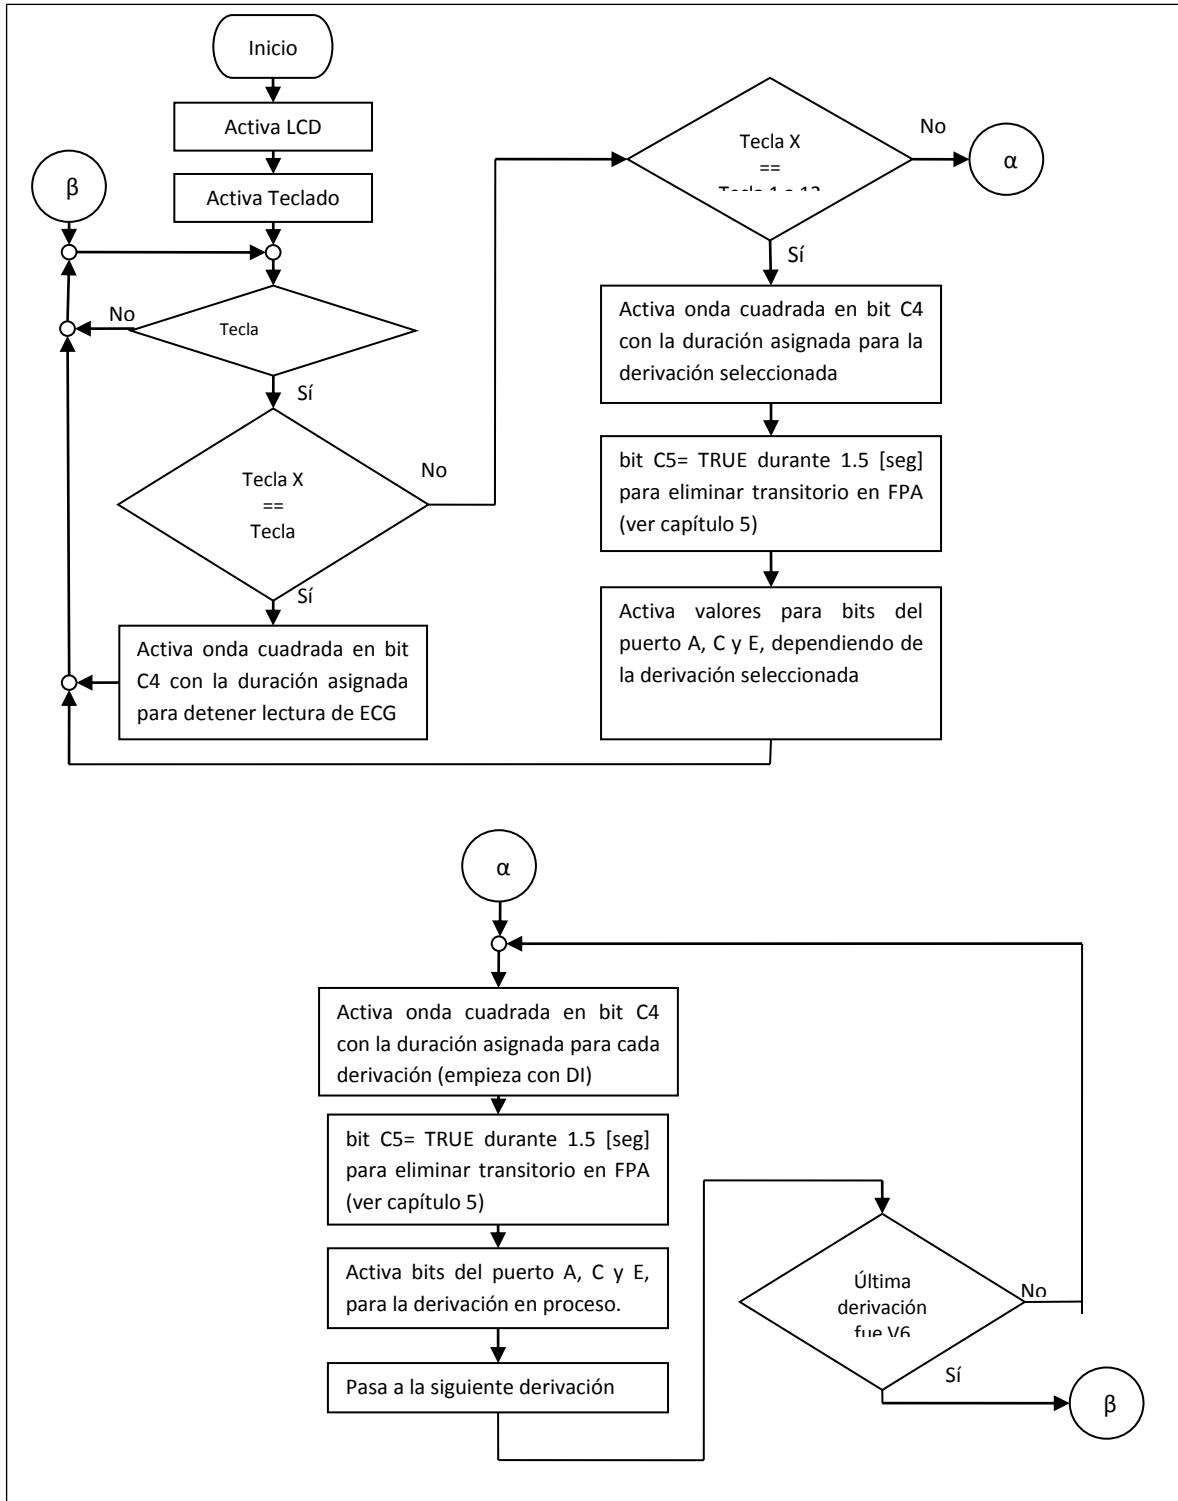 Inicio
Activa LCD
Activa Teclado
β
No
Tecla
Sí
Tecla X
==
Tecla
No
Sí
Activa onda cuadrada en bit
C4 con la duración asignada
para detener lectura de ECG
Tecla X
==
No
α
Sí
Activa onda cuadrada en bit C4
con la duración asignada para la
derivación seleccionada
bit C5= TRUE durante 1.5 [seg]
para eliminar transitorio en FPA
(ver capítulo 5)
Activa valores para bits del
puerto A, C y E, dependiendo de
la derivación seleccionada
α
Activa onda cuadrada en bit C4
con la duración asignada para cada
derivación (empieza con DI)
bit C5= TRUE durante 1.5 [seg]
para eliminar transitorio en FPA
(ver capítulo 5)
Activa bits del puerto A, C y E,
para la derivación en proceso.
Pasa a la siguiente derivación
Última
derivación
fue V6
No
Sí
β